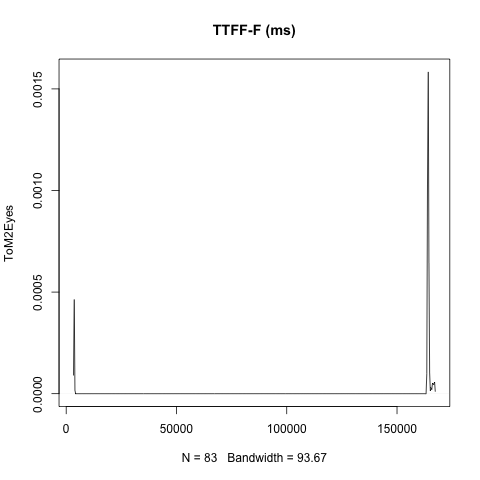 TTFF-F (ms)
ToM2Eyes
0.0015
0.0010
0.0005
0.0000
0 50000 100000 150000
N = 83 Bandwidth = 93.67